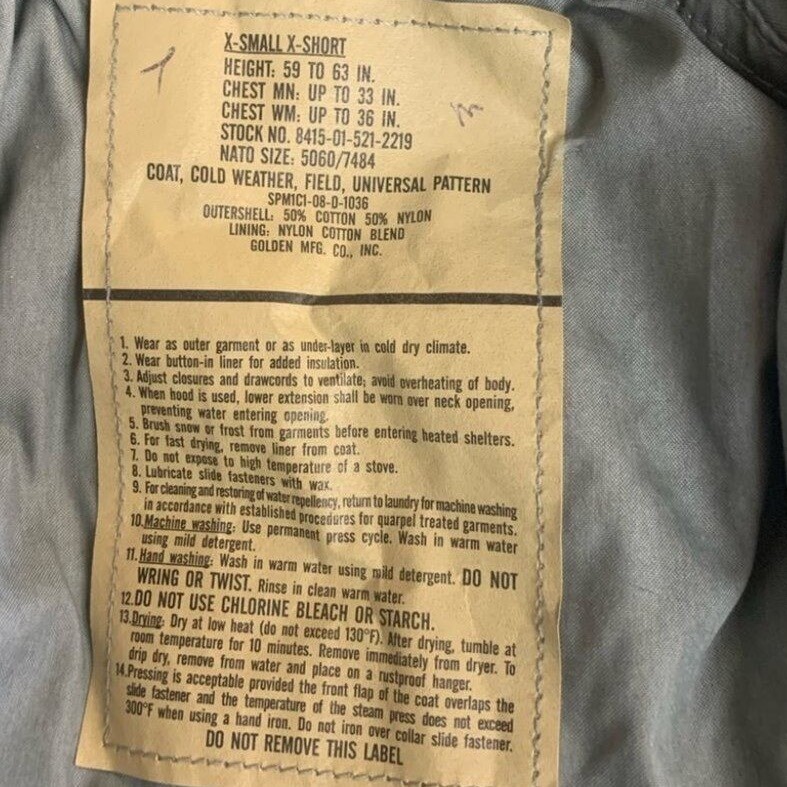 X-SMALL X-SHORT
HEIGHT: 59 TO 63 IN.
CHEST MN: UP TO 33 IN.
CHEST WM: UP TO 36 IN.
STOCK NO. 8415-01-521-2219
NATO SIZE: 5060/7484
COAT, COLD WEATHER, FIELD, UNIVERSAL PATTERN
SPM1C1-08-D-1036
OUTERSHELL: 50% COTTON 50% NYLON
LINING: NYLON COTTON BLEND
GOLDEN MFG. CO., INC.
1. Wear as outer garment or as under-layer in cold dry climate.
2. Wear button-in liner for added insulation.
3. Adjust closures and drawcords to ventilate; avoid overheating of body.
4. When hood is used, lower extension shall be worn over neck opening,
preventing water entering opening.
5. Brush snow or frost from garments before entering heated shelters.
6. For fast drying, remove liner from coat.
7. Do not expose to high temperature of a stove.
8. Lubricate slide fasteners with wax.
9. For cleaning and restoring of water repellency, return to laundry for machine washing
in accordance with established procedures for quarpel treated garments.
10. Machine washing: Use permanent press cycle. Wash in warm water
using mild detergent.
11. Hand washing: Wash in warm water using mild detergent. DO NOT
WRING OR TWIST. Rinse in clean warm water.
12. DO NOT USE CHLORINE BLEACH OR STARCH.
13. Drying: Dry at low heat (do not exceed 130°F). After drying, tumble at
room temperature for 10 minutes. Remove immediately from dryer. To
drip dry, remove from water and place on a rustproof hanger.
14. Pressing is acceptable provided the front flap of the coat overlaps the
slide fastener and the temperature of the steam press does not exceed
300°F when using a hand iron. Do not iron over collar slide fastener.
DO NOT REMOVE THIS LABEL